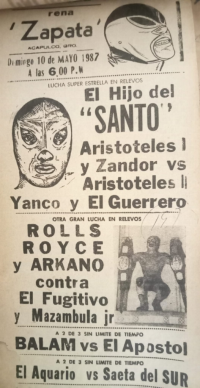 rena
'Zapata'
ACAPULCO, GRO.
Domingo 10 de MAYO 1987
A las 6.00 P.M
LUCHA SUPER ESTRELLA EN RELEVOS
El Hijo del
"SANTO"
Aristoteles I
y Zandor vs
Aristoteles II
Yanco y El Guerrero
OTRA GRAN LUCHA EN RELEVOS
ROLLS
ROYCE
y ARKANO
contra
El Fugitivo
y Mazambula jr
A 2 DE 3 SIN LIMITE DE TIEMPO
BALAM vs El Apostol
A 2 DE 3 SIN LIMITE DE TIEMPO
El Aquario vs Saeta del SUR